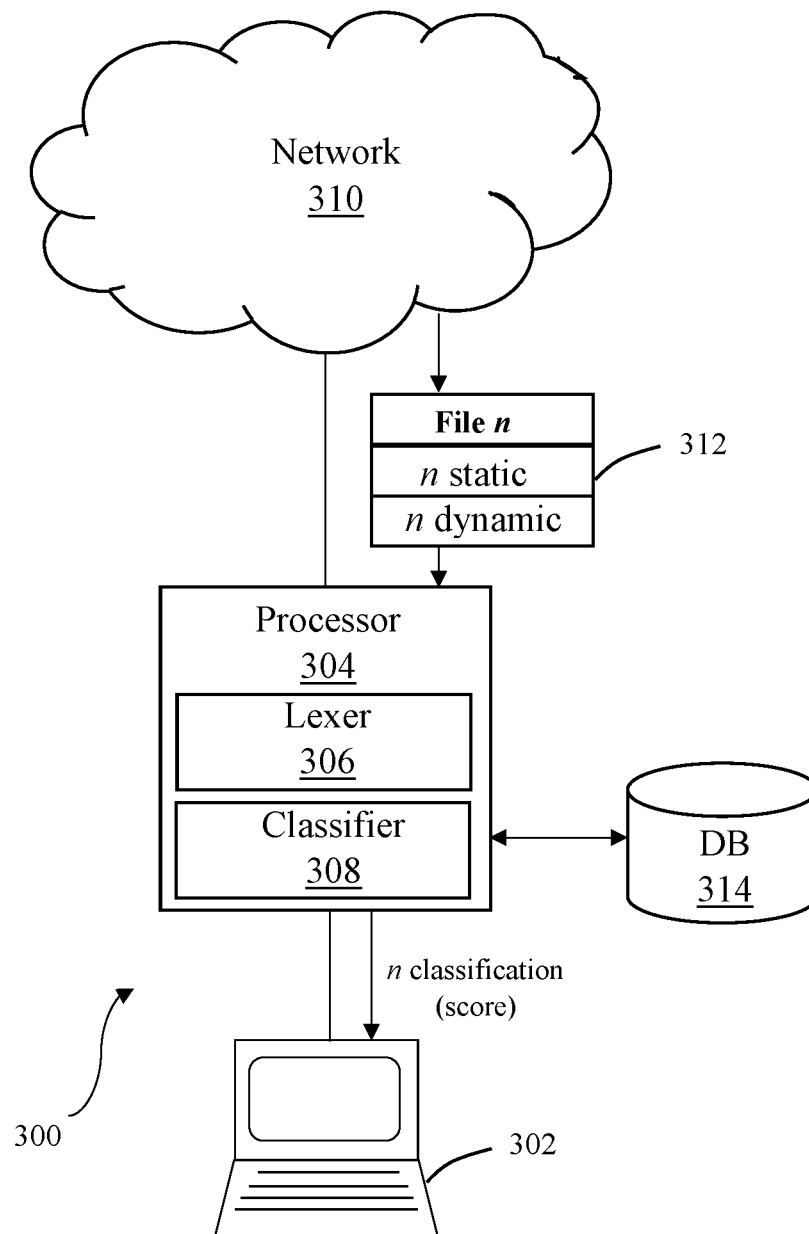 Network
310
File n
n static
n dynamic
312
Processor
304
Lexer
306
Classifier
308
DB
314
n classification
(score)
300
302